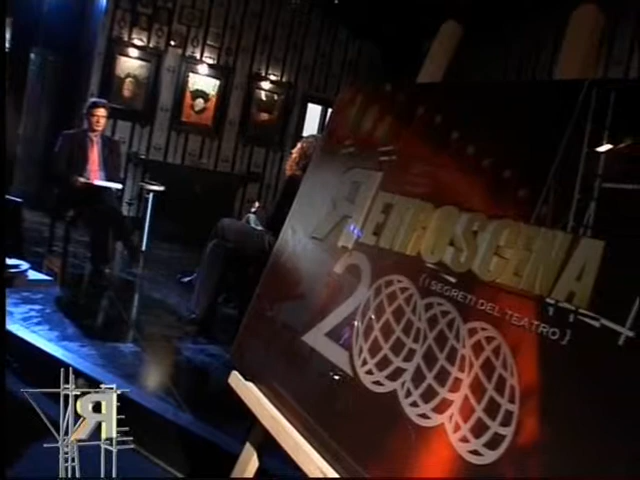 RETROSCENA
{I SEGRETI DEL TEATRO}
2000
R